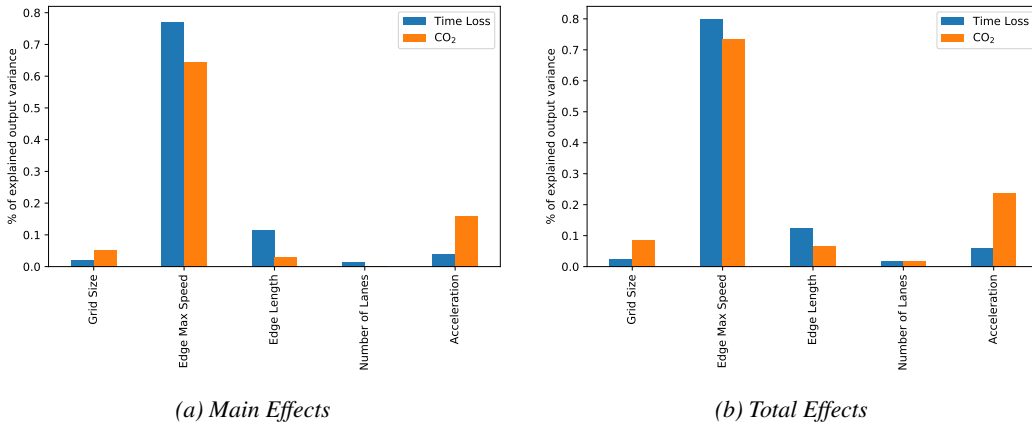 % of explained output variance
0.8
0.7
0.6
0.5
0.4
0.3
0.2
0.1
0.0
Time Loss
CO₂
Grid Size
Edge Max Speed
Edge Length
Number of Lanes
Acceleration
(a) Main Effects
% of explained output variance
0.8
0.7
0.6
0.5
0.4
0.3
0.2
0.1
0.0
Time Loss
CO₂
Grid Size
Edge Max Speed
Edge Length
Number of Lanes
Acceleration
(b) Total Effects